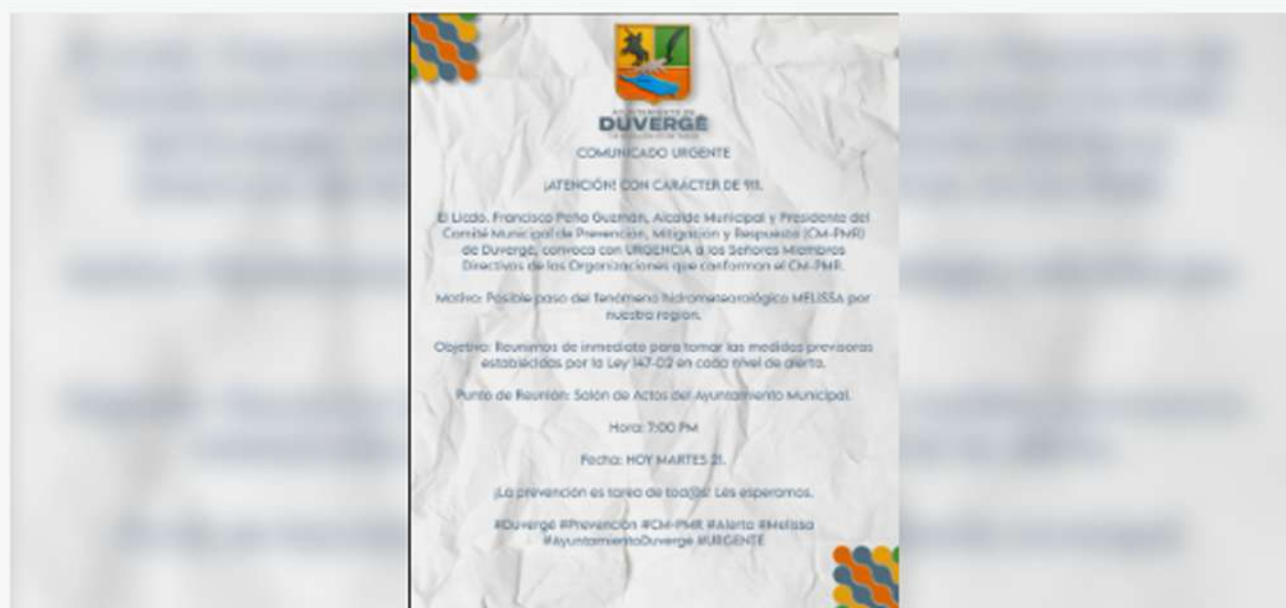 AYUNTAMIENTO DE
DUVERGÉ
COMUNICADO URGENTE
¡ATENCIÓN! CON CARÁCTER DE 911.
El Licdo. Francisco Peña Guzmán, Alcalde Municipal y Presidente del
Comité Municipal de Prevención, Mitigación y Respuesta (CM-PMR)
de Duvergé, convoca con URGENCIA a los Señores Miembros
Directivos de las Organizaciones que conforman el CM-PMR.
Motivo: Posible paso del fenómeno hidrometeorológico MELISSA por
nuestra región.
Objetivo: Reunirnos de inmediato para tomar las medidas previsoras
establecidas por la Ley 147-02 en cada nivel de alerta.
Punto de Reunión: Salón de Actos del Ayuntamiento Municipal.
Hora: 7:00 PM
Fecha: HOY MARTES 21.
¡La prevención es tarea de tod@s! Les esperamos.
#Duvergé #Prevención #CM-PMR #Alerta #Melissa
#AyuntamientoDuverge #URGENTE